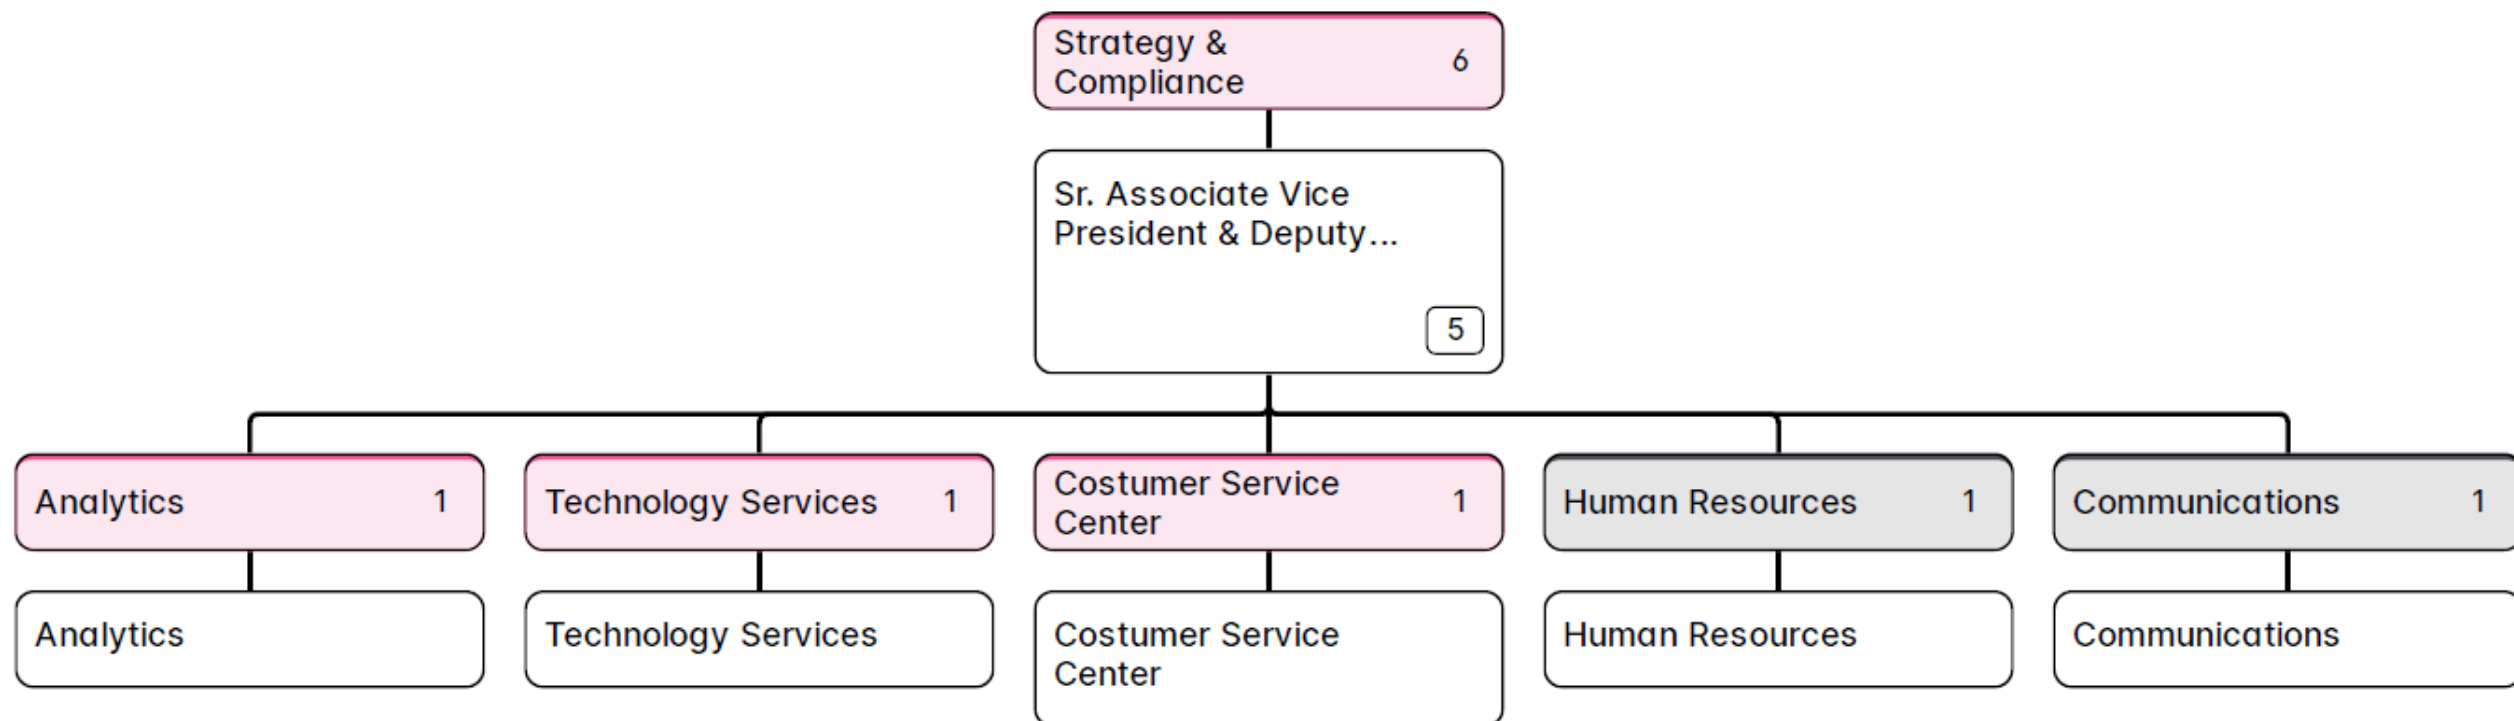 Strategy &
Compliance
6
Sr. Associate Vice
President & Deputy...
5
Analytics 1
Technology Services 1
Costumer Service
Center
1
Human Resources 1
Communications 1
Analytics
Technology Services
Costumer Service
Center
Human Resources
Communications